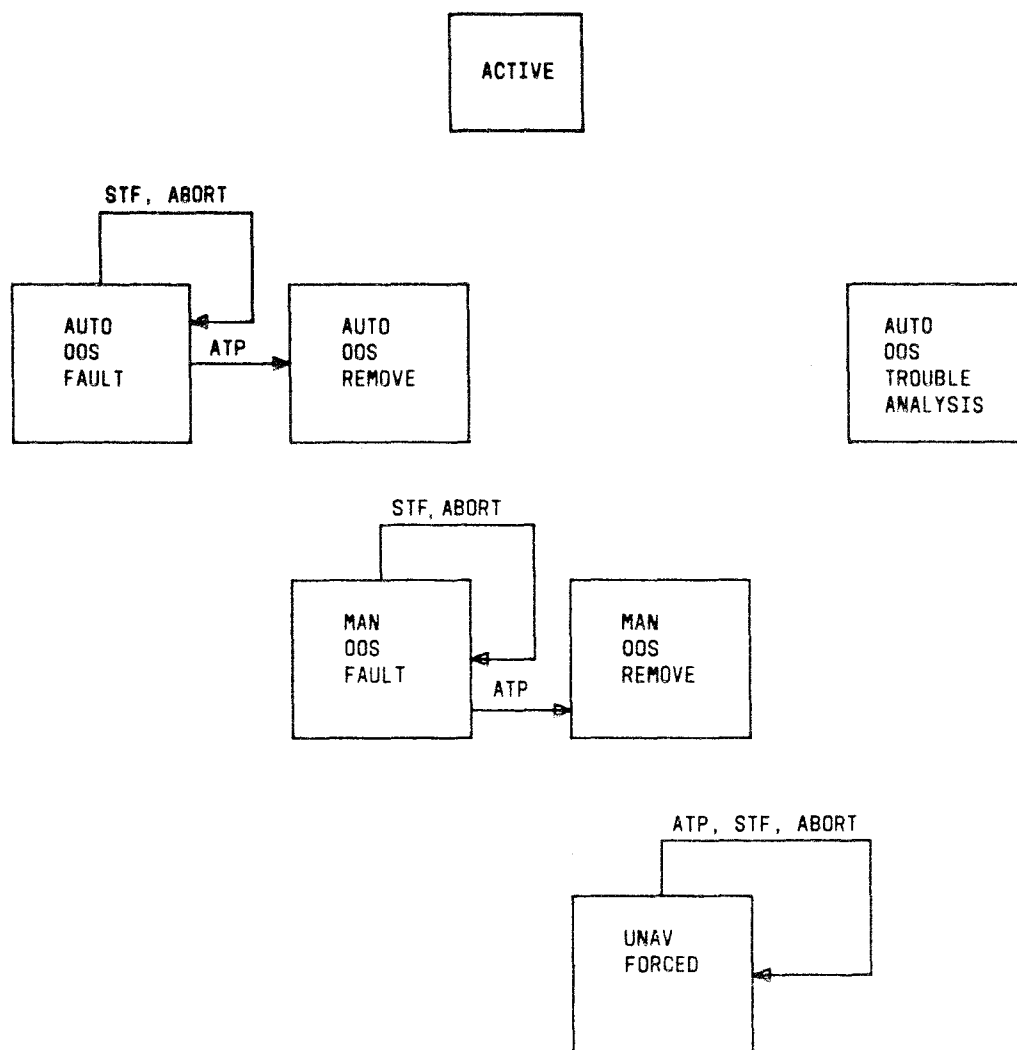 ACTIVE
STF, ABORT
AUTO
OOS
FAULT
ATP
AUTO
OOS
REMOVE
AUTO
OOS
TROUBLE
ANALYSIS
STF, ABORT
MAN
OOS
FAULT
ATP
MAN
OOS
REMOVE
ATP, STF, ABORT
UNAV
FORCED